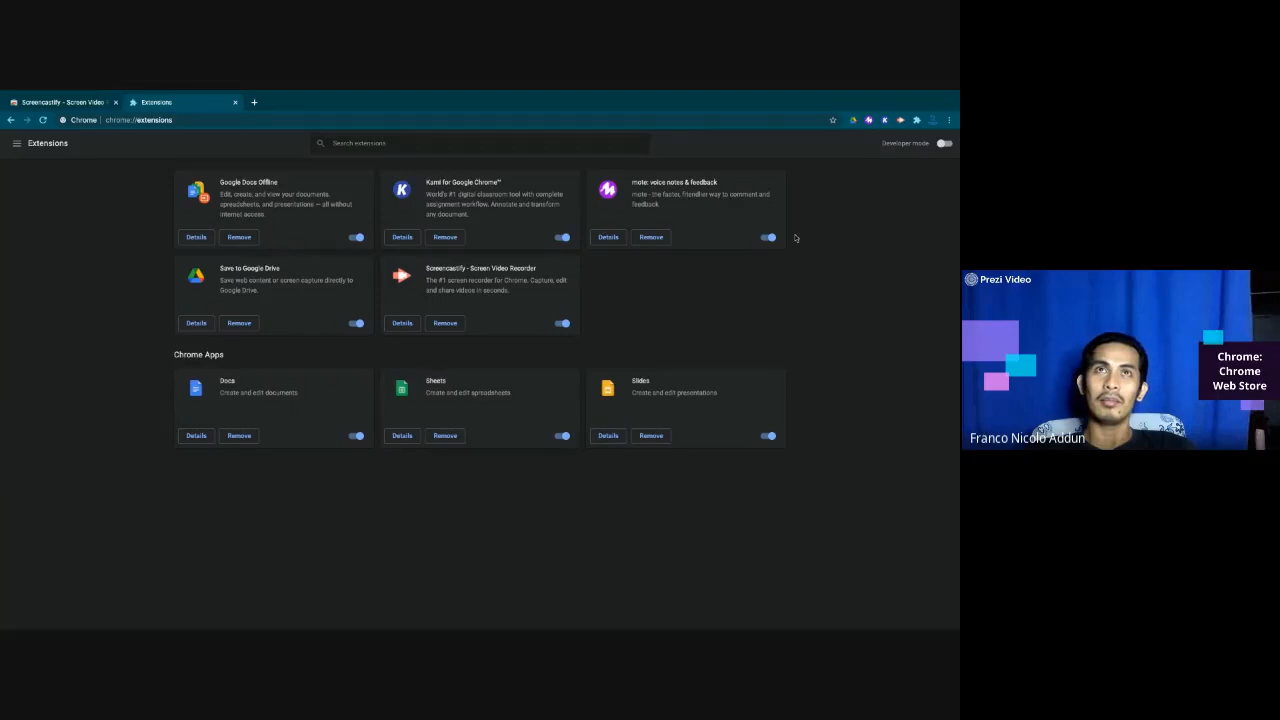 Screencastify - Screen Video
Extensions
Chrome | chrome://extensions
Extensions
Search extensions
Developer mode
Google Docs Offline
Edit, create, and view your documents,
spreadsheets, and presentations — all without
internet access.
Details
Remove
Kami for Google Chrome™
World's #1 digital classroom tool with complete
assignment workflow. Annotate and transform
any document.
Details
Remove
mote: voice notes & feedback
mote - the faster, friendlier way to comment and
feedback
Details
Remove
Save to Google Drive
Save web content or screen capture directly to
Google Drive.
Details
Remove
Screencastify - Screen Video Recorder
The #1 screen recorder for Chrome. Capture, edit
and share videos in seconds.
Details
Remove
Chrome Apps
Docs
Create and edit documents
Details
Remove
Sheets
Create and edit spreadsheets
Details
Remove
Slides
Create and edit presentations
Details
Remove
Prezi Video
Chrome:
Chrome
Web Store
Franco Nicolo Addun